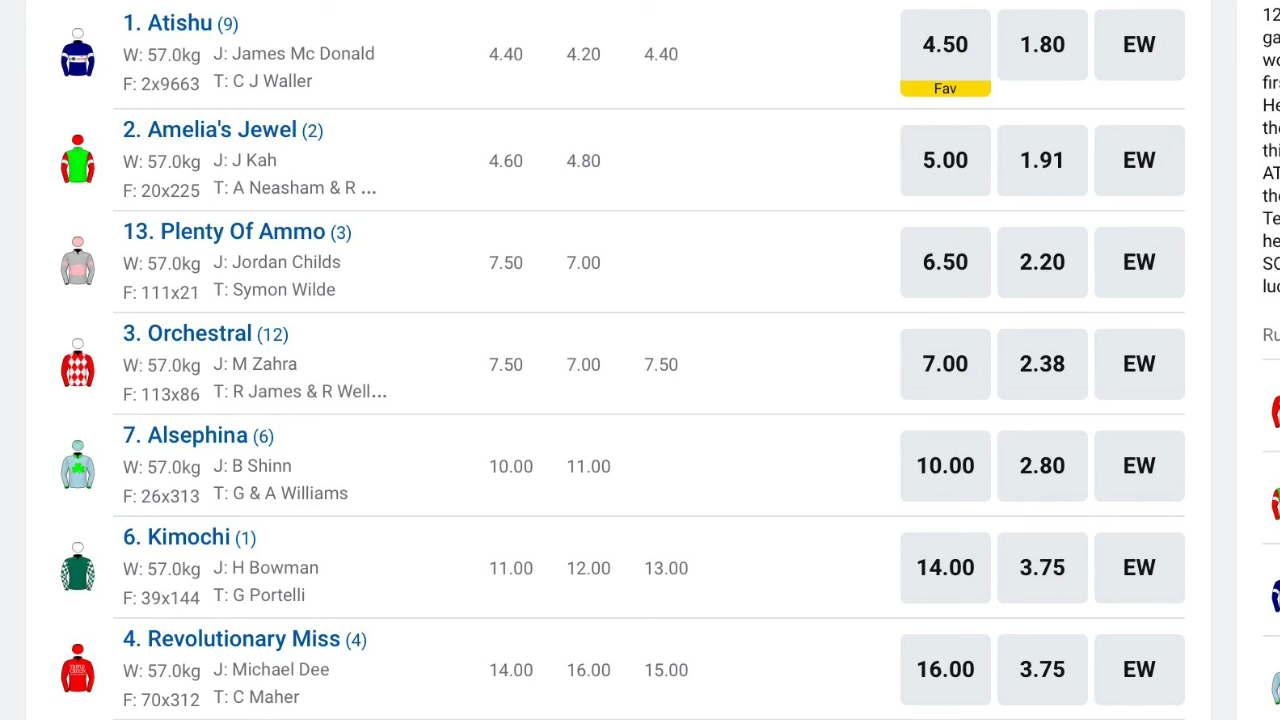 1. Atishu (9)
W: 57.0kg J: James Mc Donald 4.40 4.20 4.40 4.50 1.80 EW
F: 2x9663 T: C J Waller
Fav
2. Amelia's Jewel (2)
W: 57.0kg J: J Kah 4.60 4.80 5.00 1.91 EW
F: 20x225 T: A Neasham & R ...
13. Plenty Of Ammo (3)
W: 57.0kg J: Jordan Childs 7.50 7.00 6.50 2.20 EW
F: 111x21 T: Symon Wilde
3. Orchestral (12)
W: 57.0kg J: M Zahra 7.50 7.00 7.50 7.00 2.38 EW
F: 113x86 T: R James & R Well...
7. Alsephina (6)
W: 57.0kg J: B Shinn 10.00 11.00 10.00 2.80 EW
F: 26x313 T: G & A Williams
6. Kimochi (1)
W: 57.0kg J: H Bowman 11.00 12.00 13.00 14.00 3.75 EW
F: 39x144 T: G Portelli
4. Revolutionary Miss (4)
W: 57.0kg J: Michael Dee 14.00 16.00 15.00 16.00 3.75 EW
F: 70x312 T: C Maher